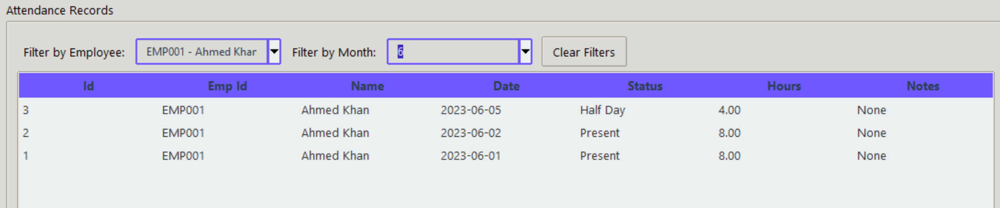 Attendance Records
Filter by Employee: EMP001 - Ahmed Khan Filter by Month: 6 Clear Filters
Id Emp Id Name Date Status Hours Notes
3 EMP001 Ahmed Khan 2023-06-05 Half Day 4.00 None
2 EMP001 Ahmed Khan 2023-06-02 Present 8.00 None
1 EMP001 Ahmed Khan 2023-06-01 Present 8.00 None